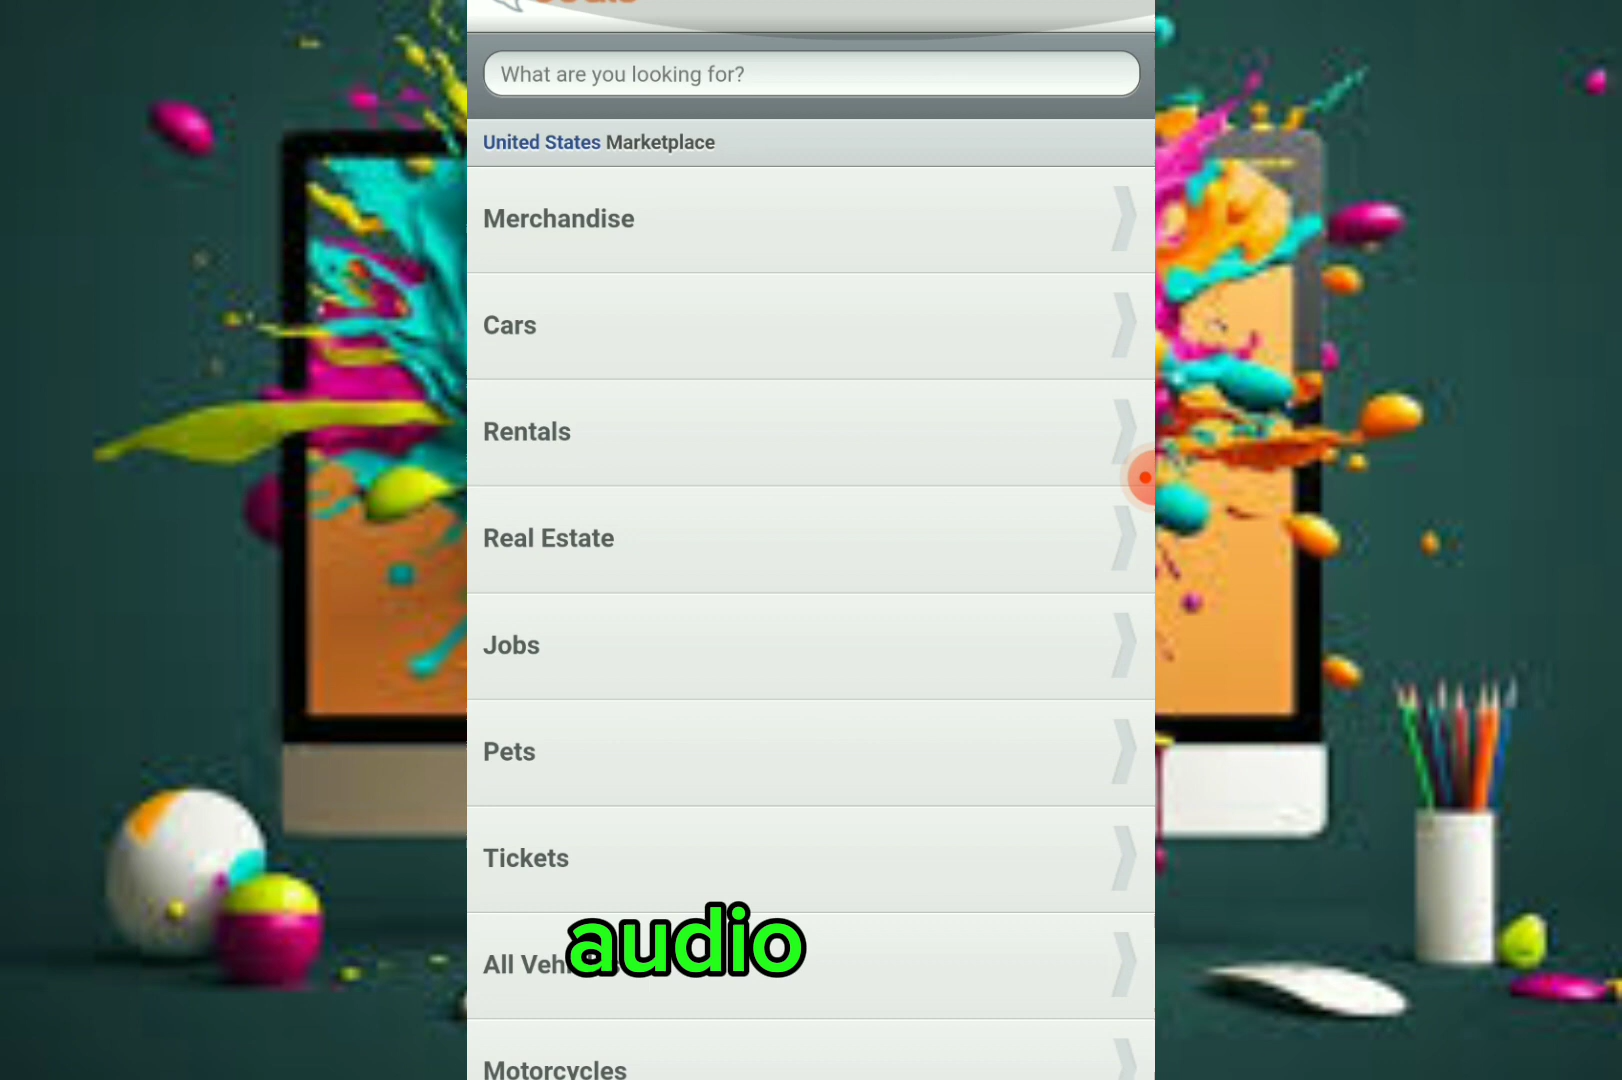 What are you looking for?
United States Marketplace
Merchandise
Cars
Rentals
Real Estate
Jobs
Pets
Tickets
All
audio
Motorcycles